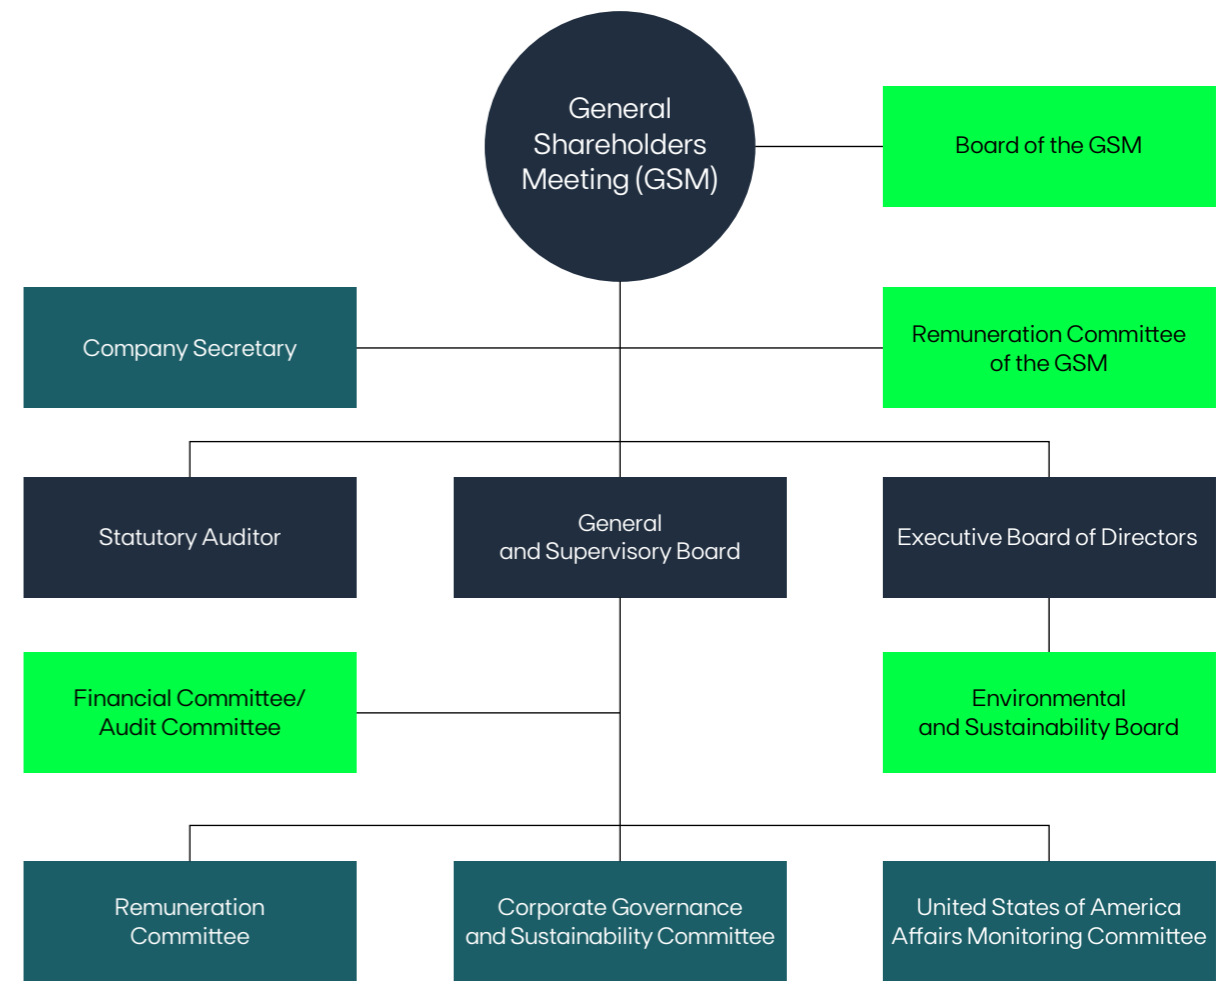 General
Shareholders
Meeting (GSM)
Board of the GSM
Company Secretary
Remuneration Committee
of the GSM
Statutory Auditor
General
and Supervisory Board
Executive Board of Directors
Financial Committee/
Audit Committee
Environmental
and Sustainability Board
Remuneration
Committee
Corporate Governance
and Sustainability Committee
United States of America
Affairs Monitoring Committee